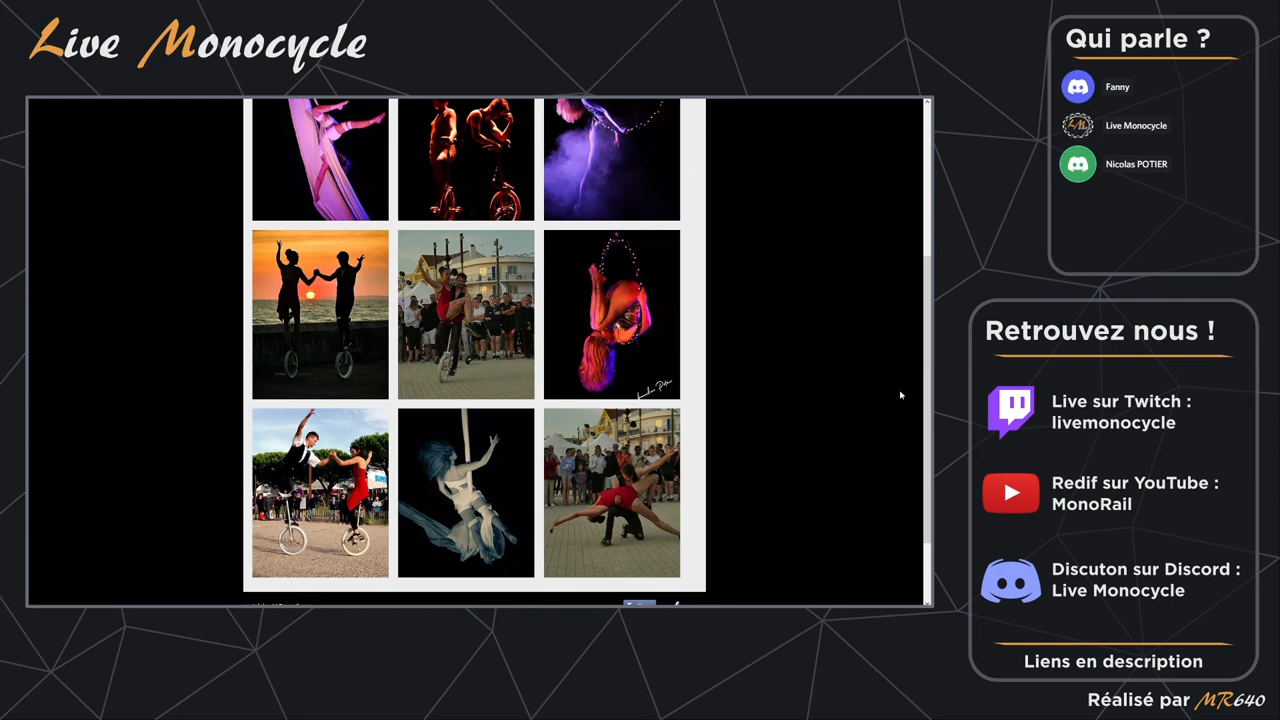 Live Monocycle
Qui parle ?
Fanny
Live Monocycle
Nicolas POTIER
Retrouvez nous !
Live sur Twitch :
livemonocycle
Redif sur YouTube :
MonoRail
Discuton sur Discord :
Live Monocycle
Liens en description
Réalisé par MR640